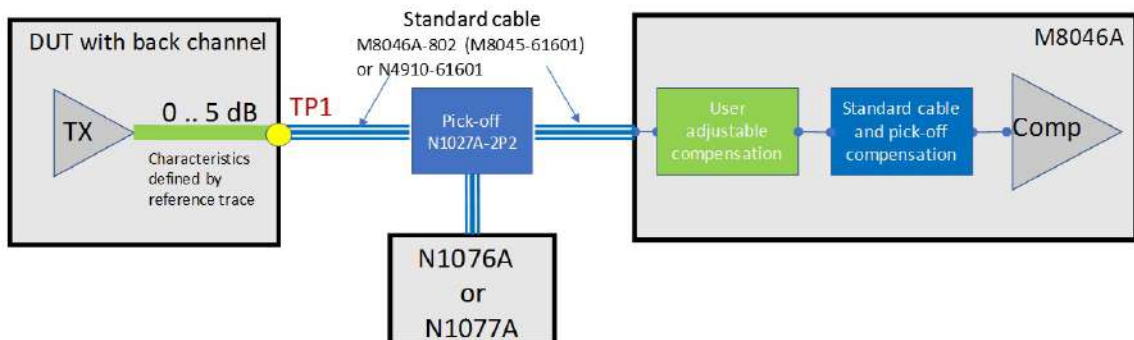 Standard cable
M8046A-802 (M8045-61601)
or N4910-61601
DUT with back channel
TX
0 .. 5 dB
TP1
Characteristics
defined by
reference trace
Pick-off
N1027A-2P2
N1076A
or
N1077A
M8046A
User
adjustable
compensation
Standard cable
and pick-off
compensation
Comp